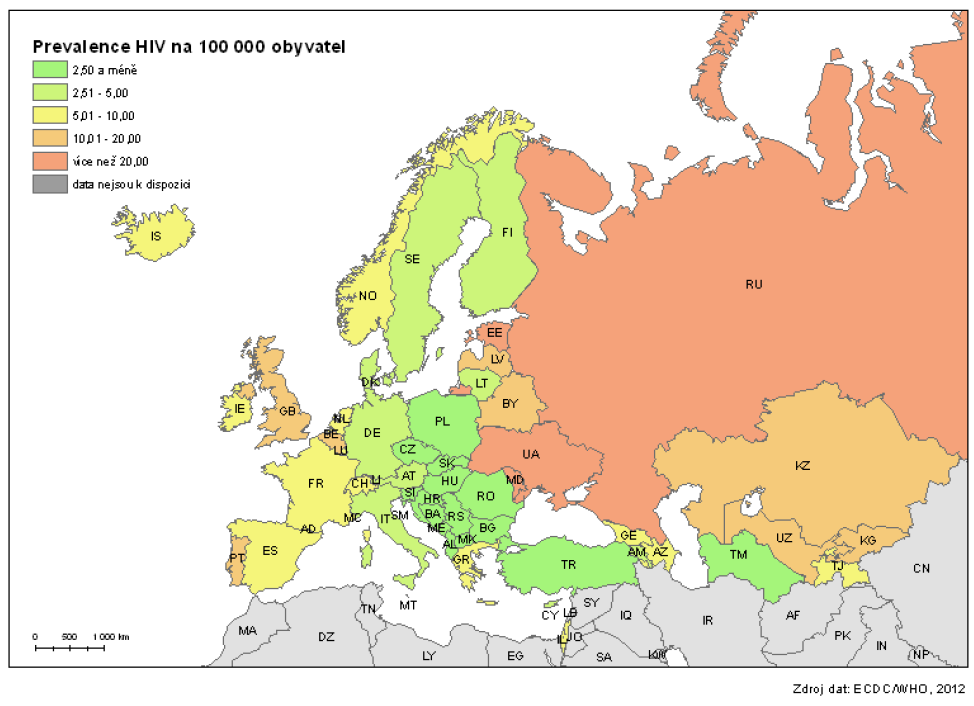 Prevalence HIV na 100 000 obyvatel
2,50 a méně
2,51 - 5,00
5,01 - 10,00
10,01 - 20,00
více než 20,00
data nejsou k dispozici
IS
FI
SE
RU
NO
EE
LV
DK
LT
IE
GB
NL
BY
PL
BE
DE
LU
CZ
UA
SK
KZ
FR
CH
LI
AT
HU
MD
SI
RO
HR
MC
IT
SM
BA
RS
AD
ME
BG
GE
UZ
KG
ES
PT
AL
MK
AM
AZ
TM
GR
TR
TJ
CN
TN
MT
CY
LB
SY
IQ
IR
AF
MA
DZ
IL
JO
PK
IN
LY
EG
SA
KW
NP
0 500 1 000 km
Zdroj dat: ECDC/WHO, 2012